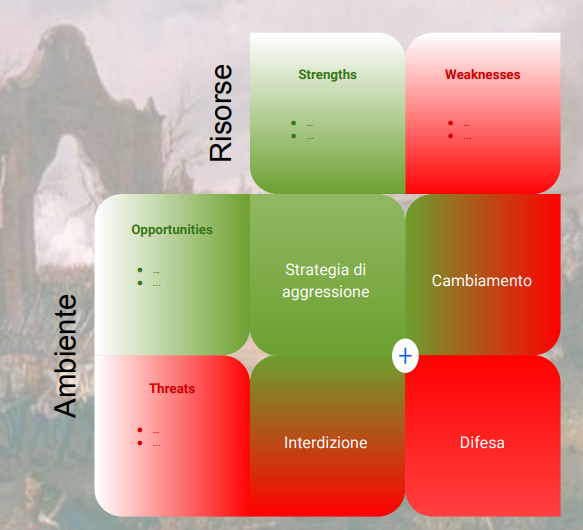 Risorse
Strengths
Weaknesses
● ...
● ...
● ...
● ...
Ambiente
Opportunities
● ...
● ...
Strategia di
aggressione
Cambiamento
Threats
● ...
● ...
Interdizione
Difesa